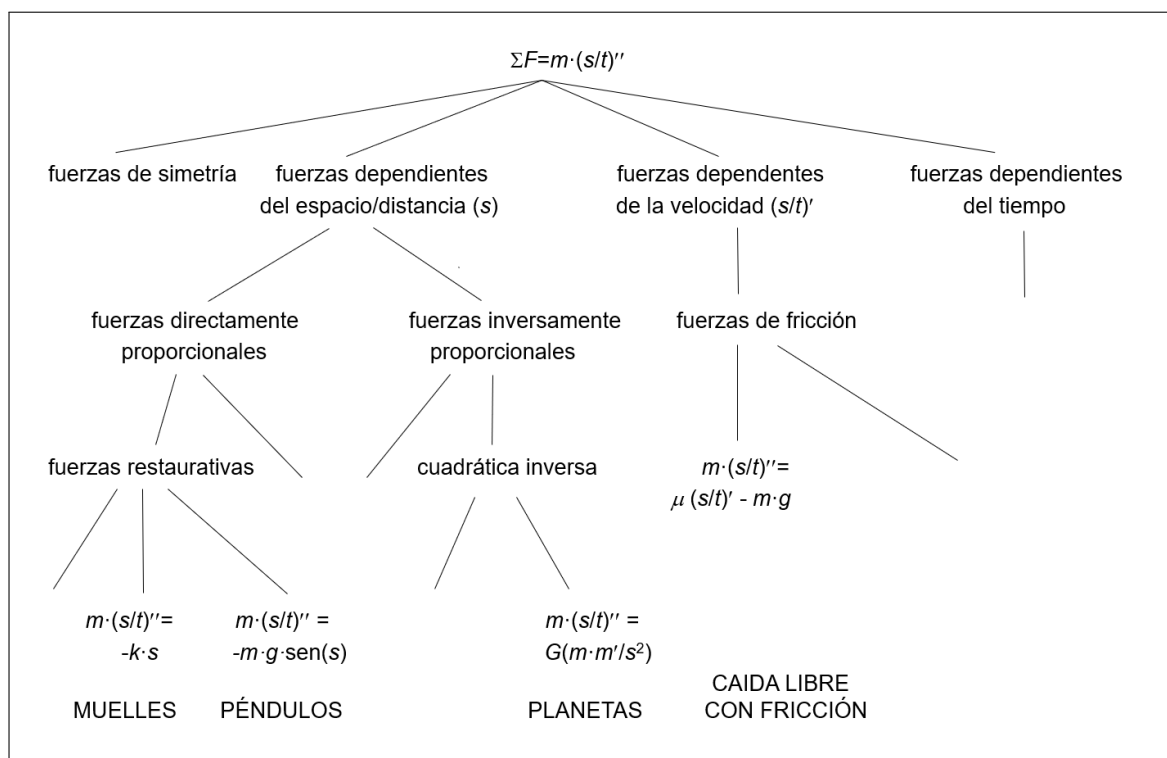 ΣF=m·(s/t)′′
fuerzas de simetría
fuerzas dependientes
del espacio/distancia (s)
fuerzas dependentes
de la velocidad (s/t)′
fuerzas dependientes
del tiempo
fuerzas directamente
proporcionales
fuerzas inversamente
proporcionales
fuerzas de fricción
fuerzas restaurativas
cuadrática inversa
m·(s/t)′′=
μ (s/t)′ - m·g
m·(s/t)′′=
-k·s
m·(s/t)′′ =
-m·g·sen(s)
m·(s/t)′′ =
G(m·m′/s²)
MUELLES
PÉNDULOS
PLANETAS
CAIDA LIBRE
CON FRICCIÓN